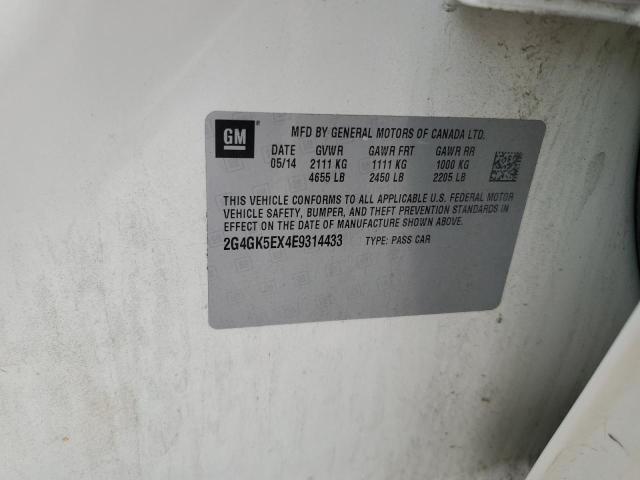 GM
MFD BY GENERAL MOTORS OF CANADA LTD.
DATE GVWR GAWR FRT GAWR RR
05/14 2111 KG 1111 KG 1000 KG
4655 LB 2450 LB 2205 LB
THIS VEHICLE CONFORMS TO ALL APPLICABLE U.S. FEDERAL MOTOR
VEHICLE SAFETY, BUMPER, AND THEFT PREVENTION STANDARDS IN
EFFECT ON THE DATE OF MANUFACTURE SHOWN ABOVE.
2G4GK5EX4E9314433 TYPE: PASS CAR